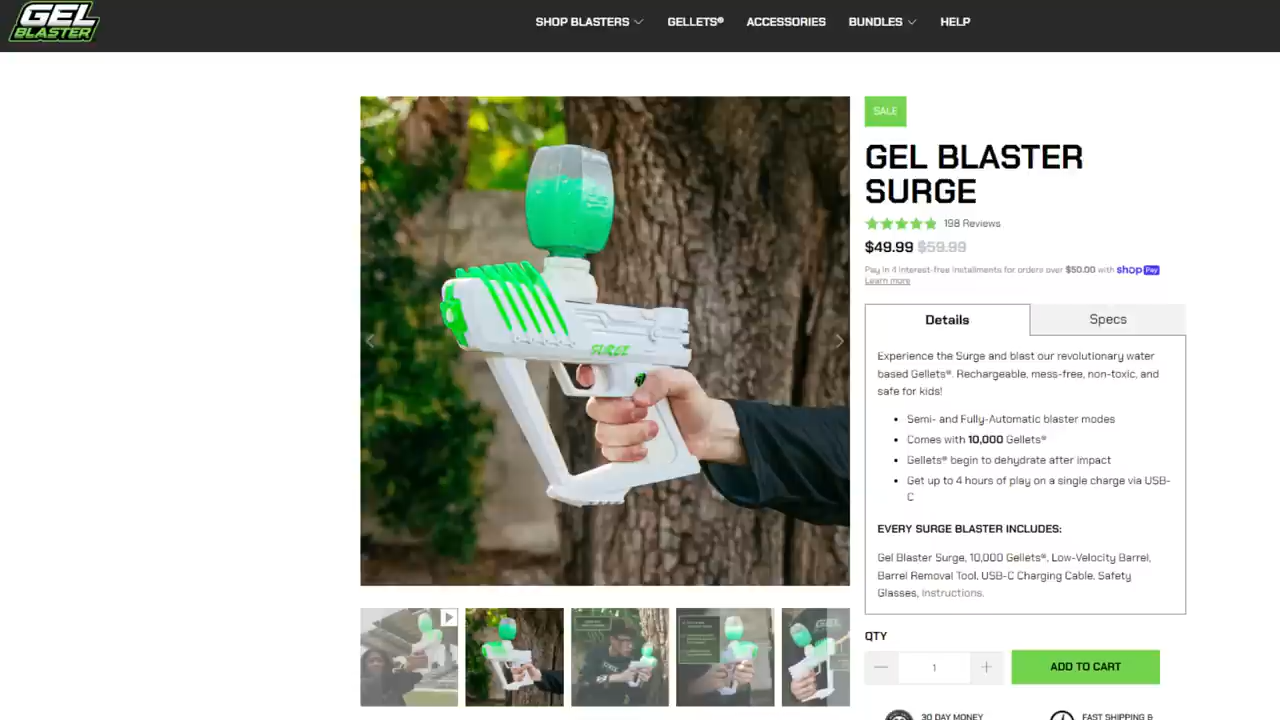 GEL
BLASTER
SHOP BLASTERS
GELLETS®
ACCESSORIES
BUNDLES
HELP
SURGE
SALE
GEL BLASTER
SURGE
198 Reviews
$49.99 $59.99
Pay in 4 interest-free installments for orders over $50.00 with shop Pay
Learn more
Details
Specs
Experience the Surge and blast our revolutionary water
based Gellets®. Rechargeable, mess-free, non-toxic, and
safe for kids!
• Semi- and Fully-Automatic blaster modes
• Comes with 10,000 Gellets®
• Gellets® begin to dehydrate after impact
• Get up to 4 hours of play on a single charge via USB-
C
EVERY SURGE BLASTER INCLUDES:
Gel Blaster Surge, 10,000 Gellets®, Low-Velocity Barrel,
Barrel Removal Tool, USB-C Charging Cable, Safety
Glasses, Instructions.
QTY
1
ADD TO CART
30 DAY MONEY
FAST SHIPPING &